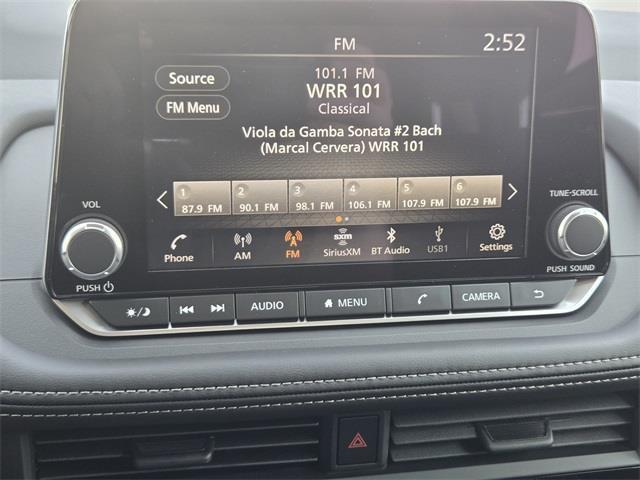 FM
2:52
Source
FM Menu
101.1 FM
WRR 101
Classical
Viola da Gamba Sonata #2 Bach
(Marcal Cervera) WRR 101
1 2 3 4 5 6
87.9 FM 90.1 FM 98.1 FM 106.1 FM 107.9 FM 107.9 FM
VOL
TUNE•SCROLL
Phone AM FM SiriusXM BT Audio USB1 Settings
sxm
PUSH
PUSH SOUND
AUDIO MENU CAMERA